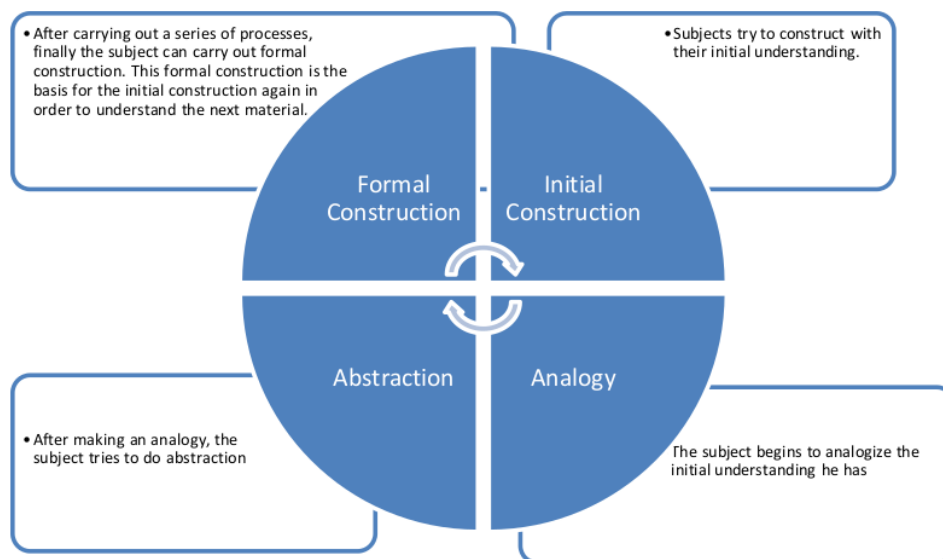 • After carrying out a series of processes,
finally the subject can carry out formal
construction. This formal construction is the
basis for the initial construction again in
order to understand the next material.
• Subjects try to construct with
their initial understanding.
Formal
Construction
Initial
Construction
Abstraction
Analogy
• After making an analogy, the
subject tries to do abstraction
The subject begins to analogize the
initial understanding he has